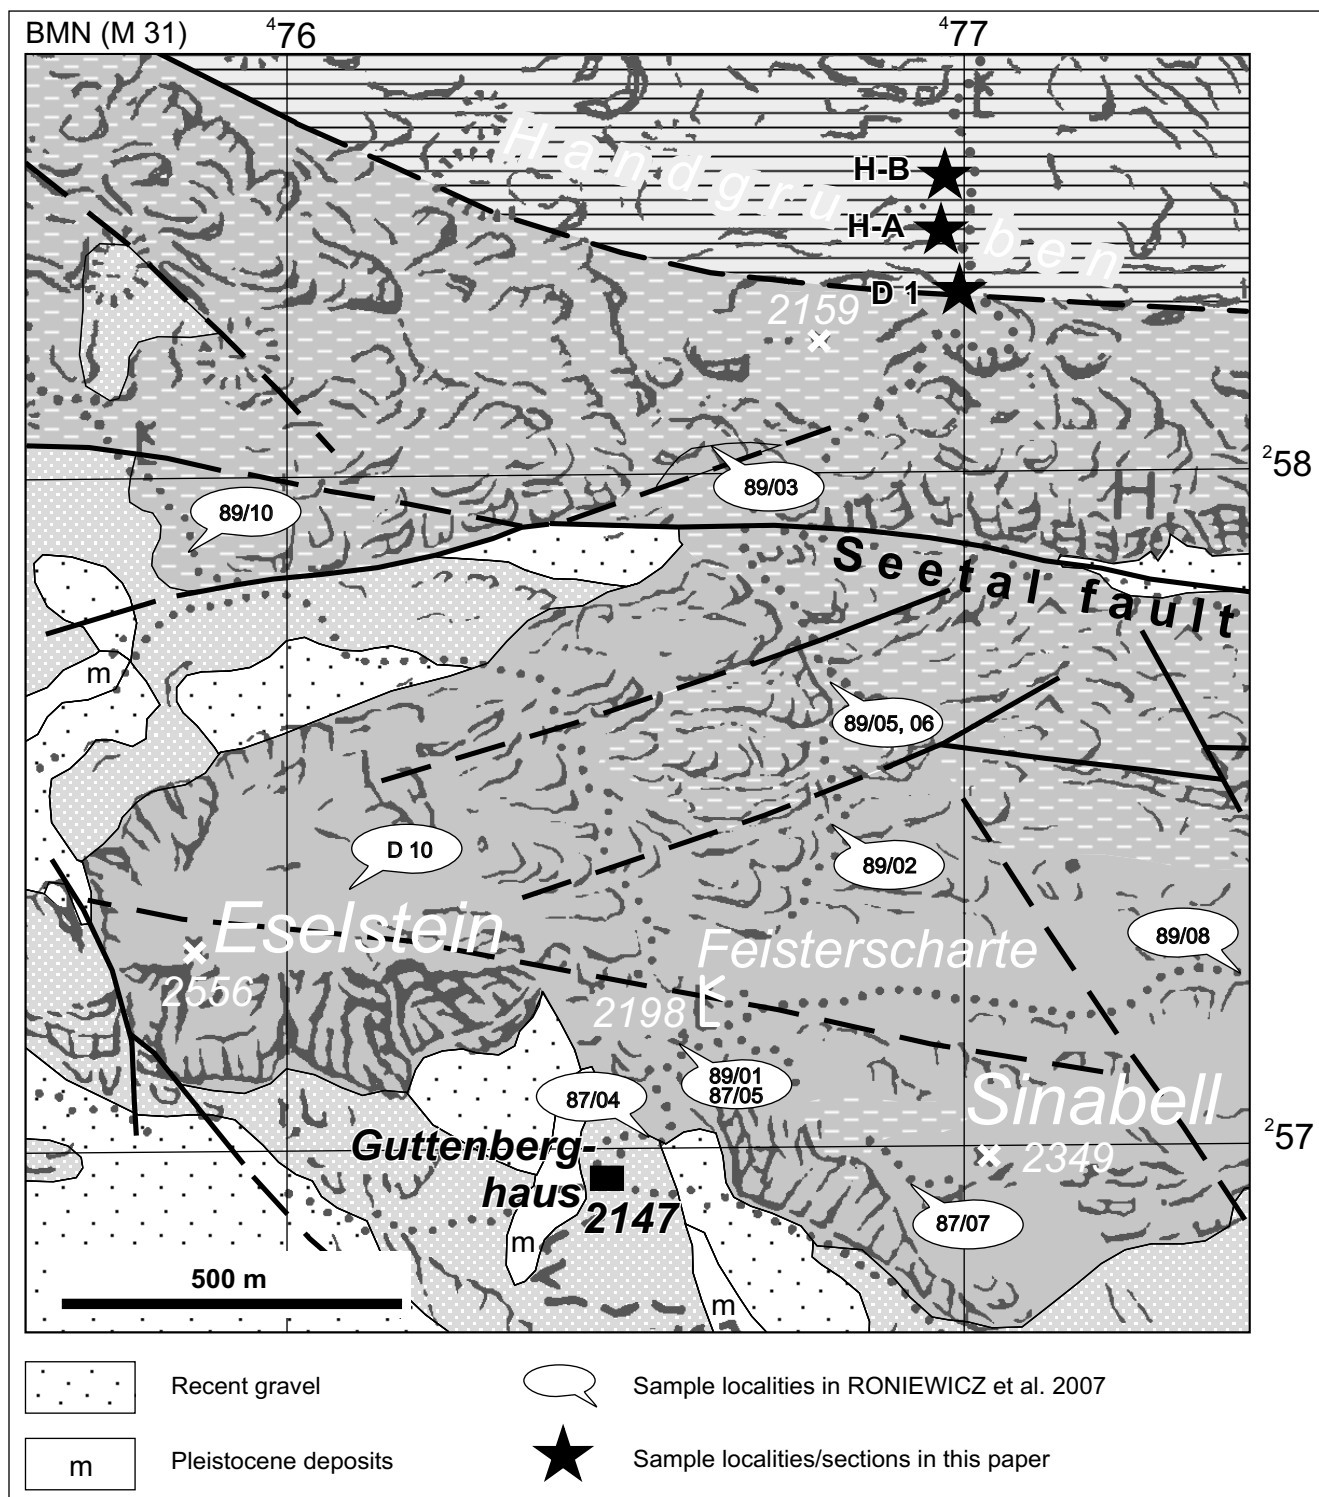 BMN (M 31)
⁴76
⁴77
Handgruben
H-B
H-A
D 1
2159
²58
89/03
89/10
H
Seetal fault
m
89/05, 06
D 10
89/02
Eselstein
2556
Feisterscharte
2198
89/08
89/01
87/05
87/04
Sinabell
2349
²57
Guttenberg-
haus
2147
87/07
m
m
500 m
Recent gravel
Sample localities in RONIEWICZ et al. 2007
m
Pleistocene deposits
Sample localities/sections in this paper